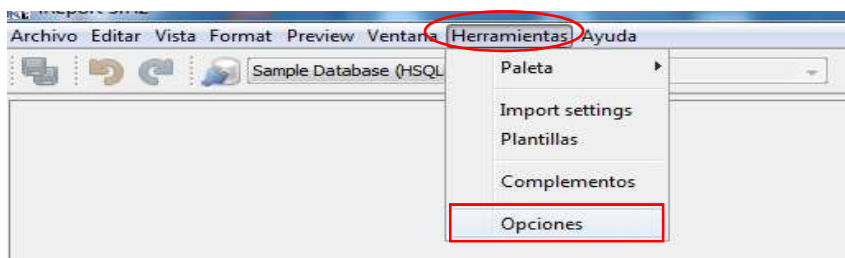 Archivo Editar Vista Format Preview Ventana Herramientas Ayuda
Sample Database (HSQL
Paleta
Import settings
Plantillas
Complementos
Opciones